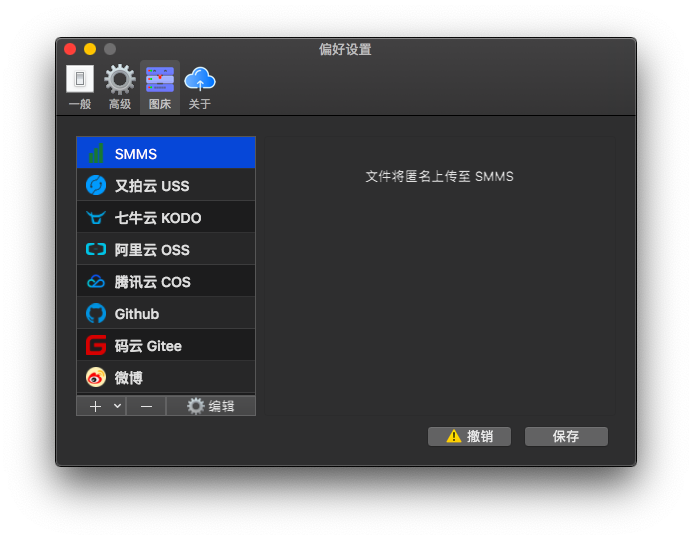 偏好设置
一般
高级
图床
关于
SMMS
又拍云 USS
七牛云 KODO
阿里云 OSS
腾讯云 COS
Github
码云 Gitee
微博
编辑
文件将匿名上传至 SMMS
撤销
保存